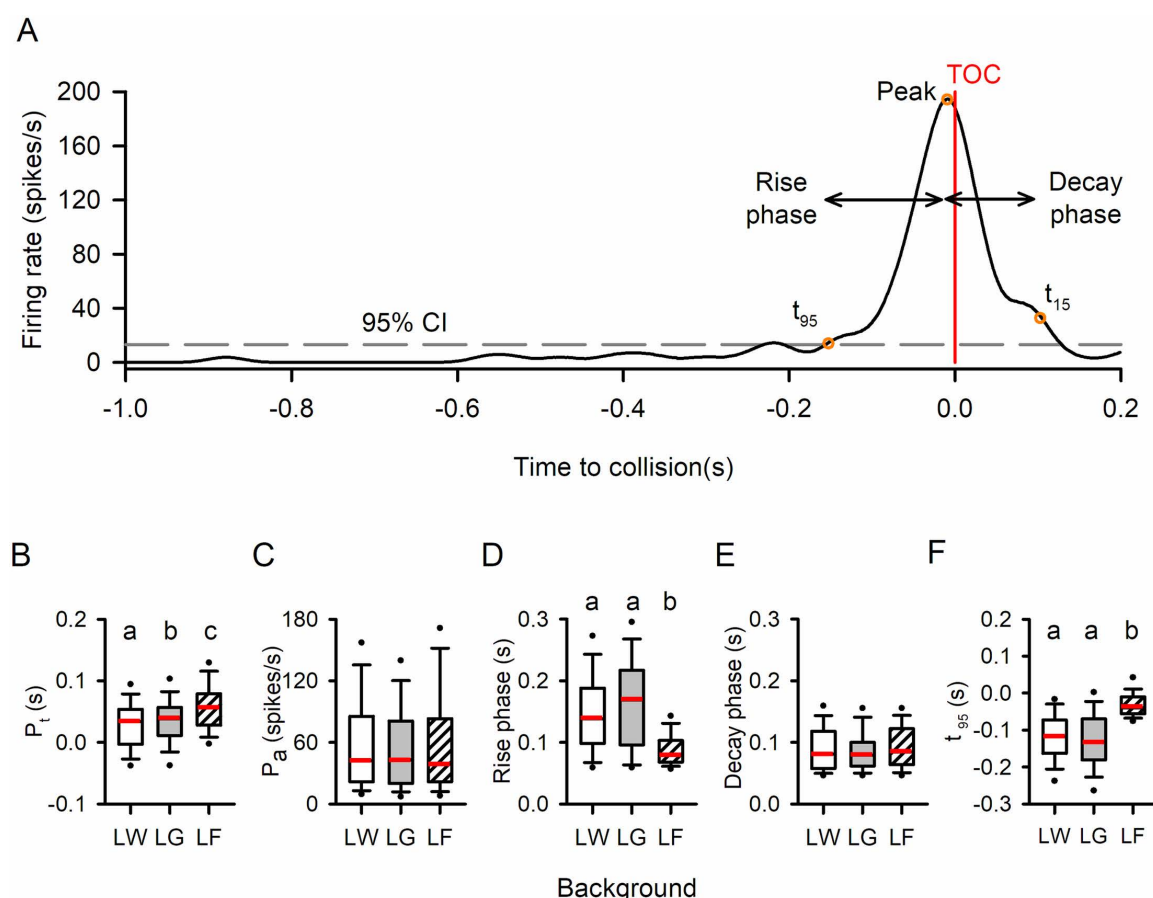 A
TOC
Peak
200
160
120
80
40
0
Firing rate (spikes/s)
Rise
phase
Decay
phase
95% CI
t95
t15
-1.0
-0.8
-0.6
-0.4
-0.2
0.0
0.2
Time to collision(s)
B
a
b
c
0.2
0.1
0.0
-0.1
Pt (s)
LW
LG
LF
C
180
120
60
0
Pa (spikes/s)
LW
LG
LF
D
a
a
b
0.3
0.2
0.1
0.0
Rise phase (s)
LW
LG
LF
E
0.3
0.2
0.1
0.0
Decay phase (s)
LW
LG
LF
F
a
a
b
0.2
0.1
0.0
-0.1
-0.2
-0.3
t95 (s)
LW
LG
LF
Background